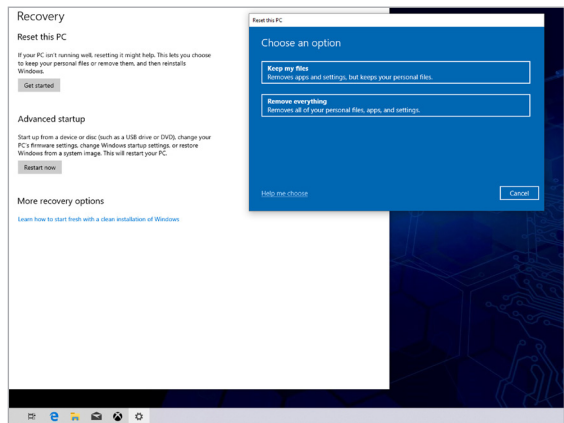 Recovery
Reset this PC
If your PC isn't running well, resetting it might help. This lets you choose
to keep your personal files or remove them, and then reinstalls
Windows.
Get started
Advanced startup
Start up from a device or disc (such as a USB drive or DVD), change your
PC's firmware settings, change Windows startup settings, or restore
Windows from a system image. This will restart your PC.
Restart now
More recovery options
Learn how to start fresh with a clean installation of Windows
Reset this PC
Choose an option
Keep my files
Removes apps and settings, but keeps your personal files.
Remove everything
Removes all of your personal files, apps, and settings.
Help me choose
Cancel